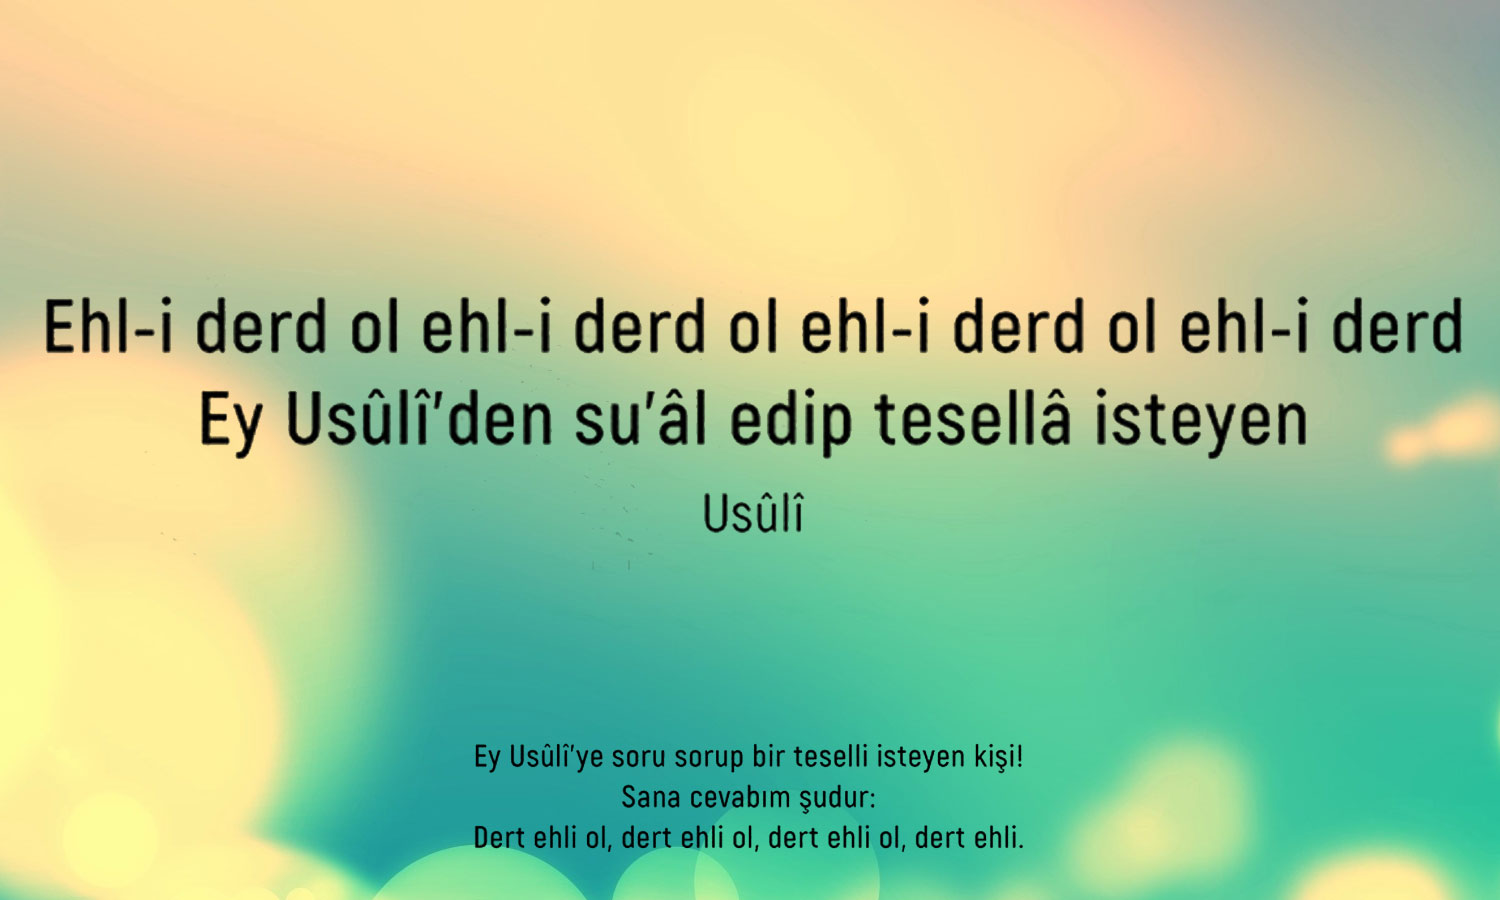 Ehl-i derd ol ehl-i derd ol ehl-i derd ol ehl-i derd
Ey Usûlî'den su'âl edip tesellâ isteyen
Usûlî
Ey Usûlî'ye soru sorup bir teselli isteyen kişi!
Sana cevabım şudur:
Dert ehli ol, dert ehli ol, dert ehli ol, dert ehli.